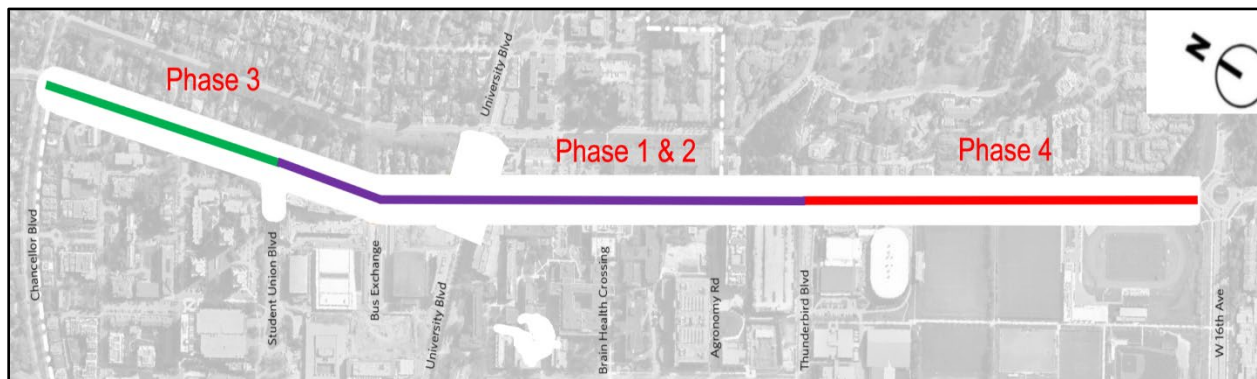 Phase 3
Phase 1 & 2
Phase 4
N
University Blvd
Chancellor Blvd
Student Union Blvd
Bus Exchange
University Blvd
Brain Health Crossing
Agronomy Rd
Thunderbird Blvd
W 16th Ave